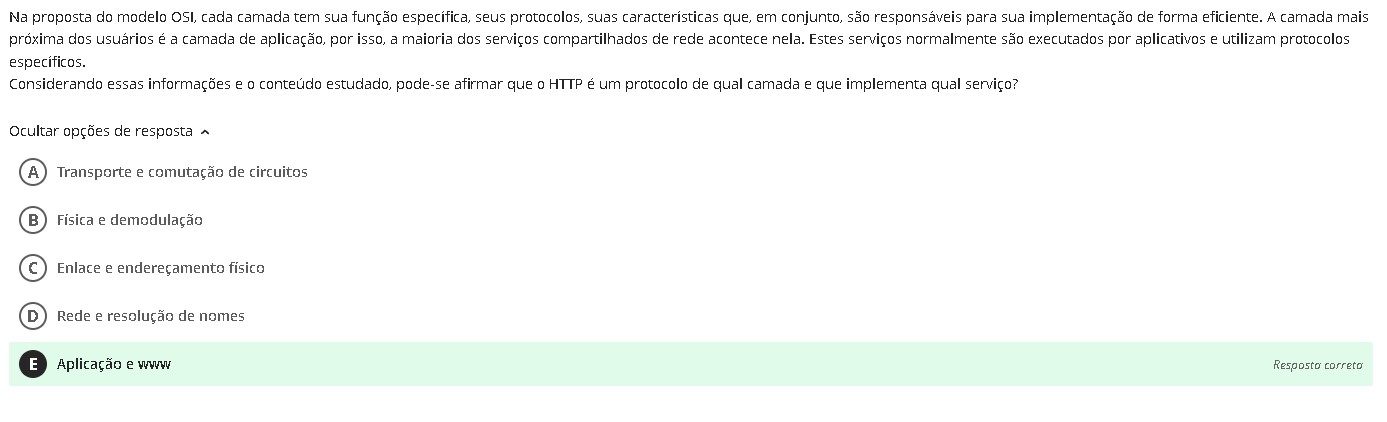 Na proposta do modelo OSI, cada camada tem sua função específica, seus protocolos, suas características que, em conjunto, são responsáveis para sua implementação de forma eficiente. A camada mais
próxima dos usuários é a camada de aplicação, por isso, a maioria dos serviços compartilhados de rede acontece nela. Estes serviços normalmente são executados por aplicativos e utilizam protocolos
específicos.
Considerando essas informações e o conteúdo estudado, pode-se afirmar que o HTTP é um protocolo de qual camada e que implementa qual serviço?
Ocultar opções de resposta
A Transporte e comutação de circuitos
B Física e demodulação
C Enlace e endereçamento físico
D Rede e resolução de nomes
E Aplicação e www Resposta correta